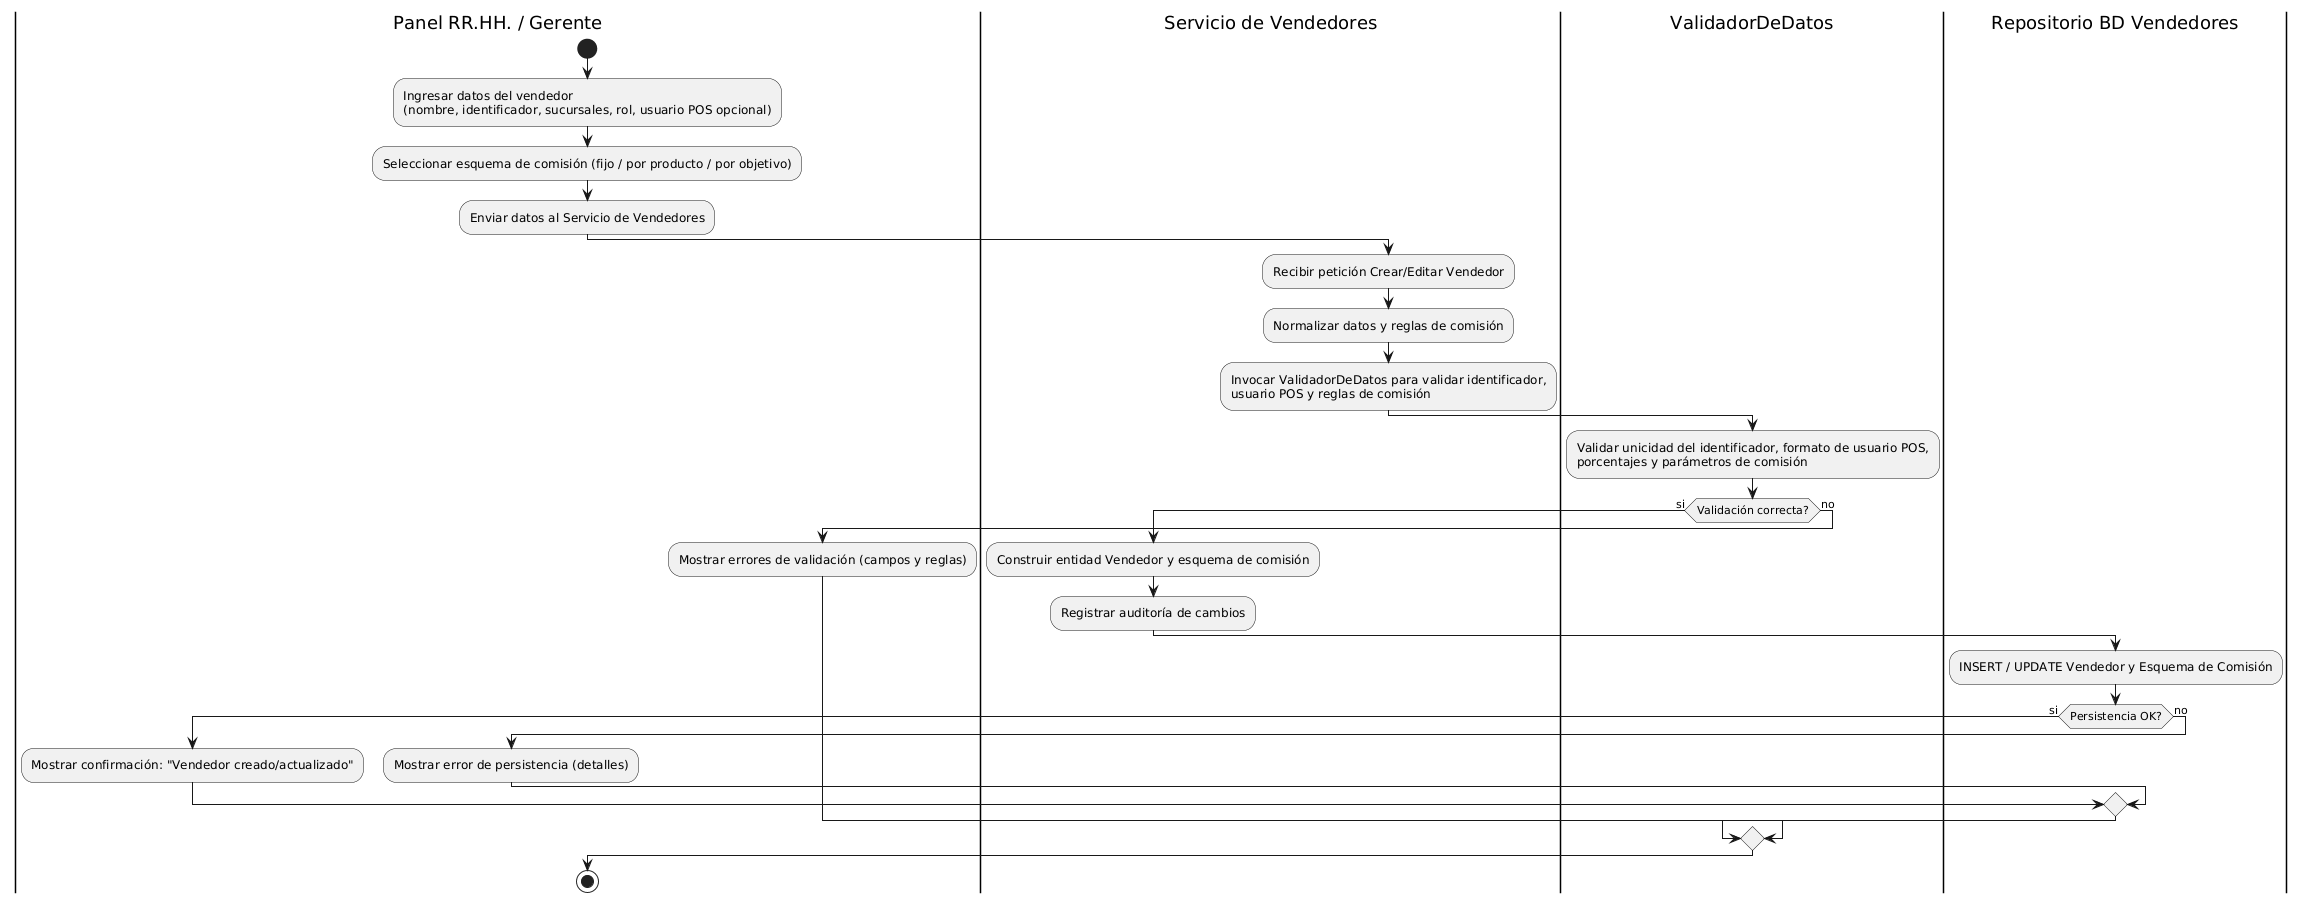 Panel RR.HH. / Gerente
Servicio de Vendedores
ValidadorDeDatos
Repositorio BD Vendedores
Ingresar datos del vendedor
(nombre, identificador, sucursales, rol, usuario POS opcional)
Seleccionar esquema de comisión (fijo / por producto / por objetivo)
Enviar datos al Servicio de Vendedores
Recibir petición Crear/Editar Vendedor
Normalizar datos y reglas de comisión
Invocar ValidadorDeDatos para validar identificador,
usuario POS y reglas de comisión
Validar unicidad del identificador, formato de usuario POS,
porcentajes y parámetros de comisión
si
Validación correcta?
no
Mostrar errores de validación (campos y reglas)
Construir entidad Vendedor y esquema de comisión
Registrar auditoría de cambios
INSERT / UPDATE Vendedor y Esquema de Comisión
si
Persistencia OK?
no
Mostrar confirmación: "Vendedor creado/actualizado"
Mostrar error de persistencia (detalles)